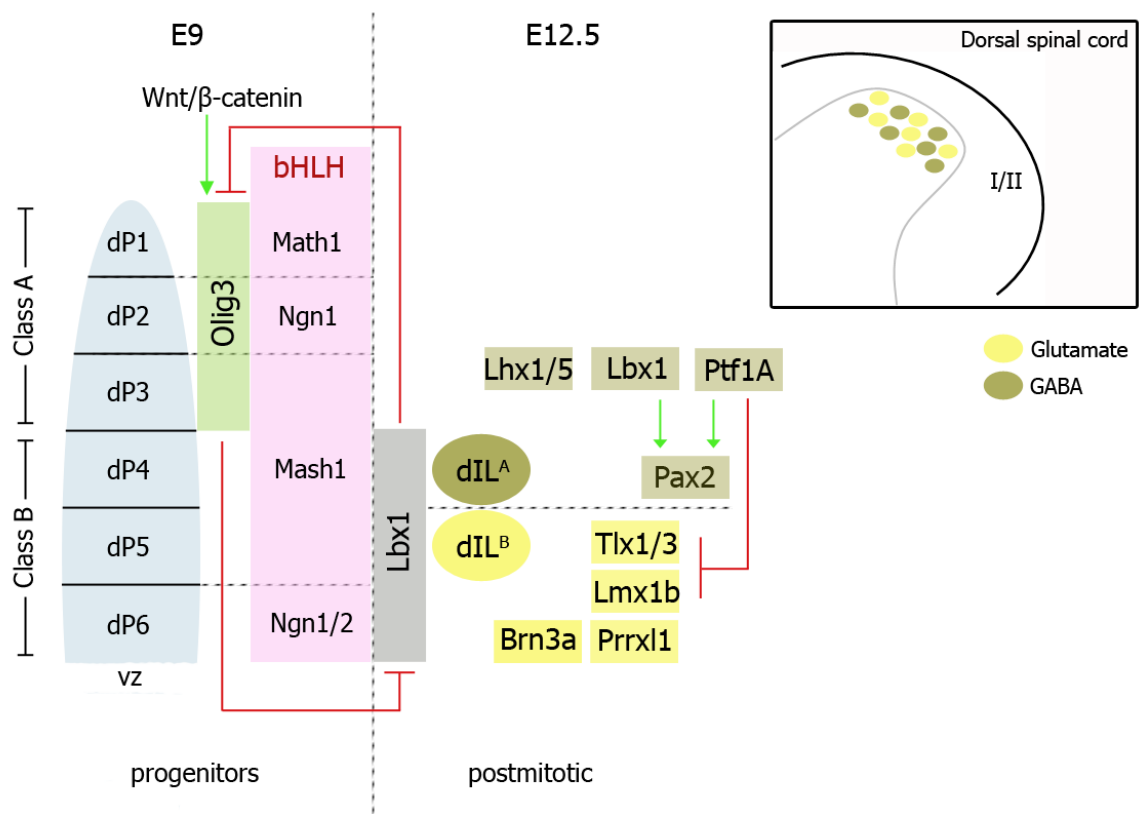 E9
E12.5
Dorsal spinal cord
Wnt/β-catenin
bHLH
I/II
Class A
dP1
Olig3
Math1
dP2
Ngn1
dP3
Lhx1/5
Lbx1
Ptf1A
Glutamate
GABA
Class B
dP4
Mash1
Lbx1
dILᴬ
Pax2
dP5
dILᴮ
Tlx1/3
Lmx1b
dP6
Ngn1/2
Brn3a
Prrxl1
vz
progenitors
postmitotic